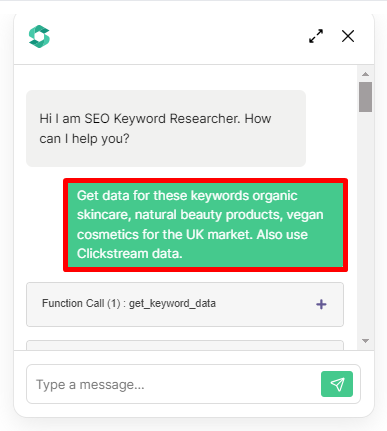 Hi I am SEO Keyword Researcher. How
can I help you?
Get data for these keywords organic
skincare, natural beauty products, vegan
cosmetics for the UK market. Also use
Clickstream data.
Function Call (1) : get_keyword_data
Type a message...